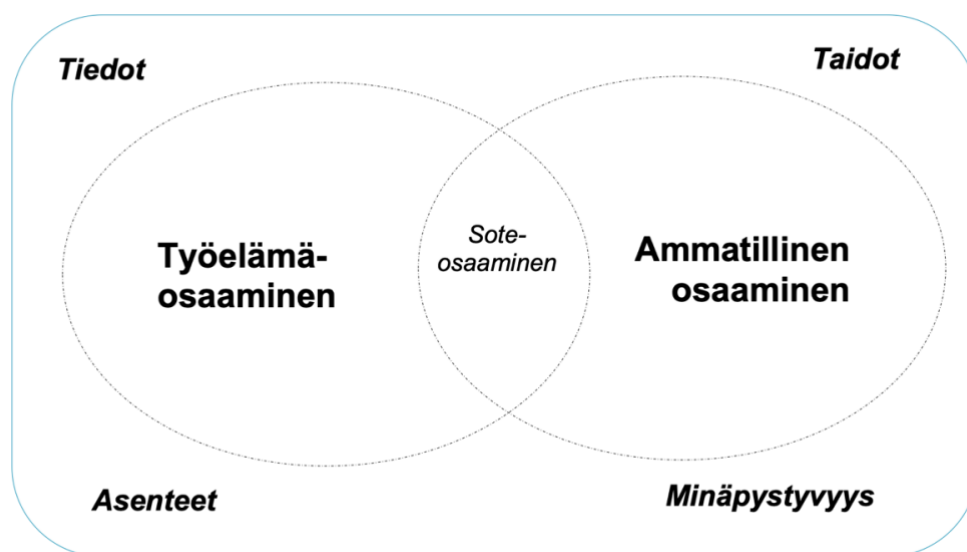 Tiedot
Taidot
Työelämä-
osaaminen
Sote-
osaaminen
Ammatillinen
osaaminen
Asenteet
Minäpystyvyys